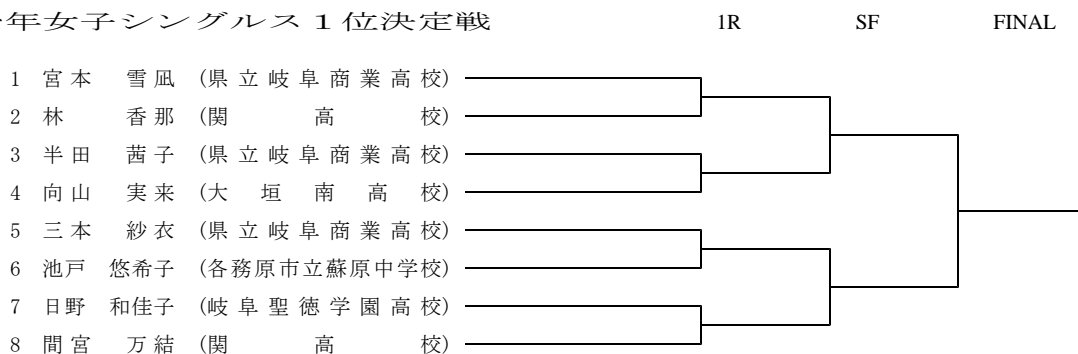 年女子シングルス１位決定戦 1R SF FINAL
1 宮本 雪凪 (県立岐阜商業高校)
2 林 香那 (関高校)
3 半田 茜子 (県立岐阜商業高校)
4 向山 実来 (大垣南高校)
5 三本 紗衣 (県立岐阜商業高校)
6 池戸 悠希子 (各務原市立蘇原中学校)
7 日野 和佳子 (岐阜聖徳学園高校)
8 間宮 万結 (関高校)